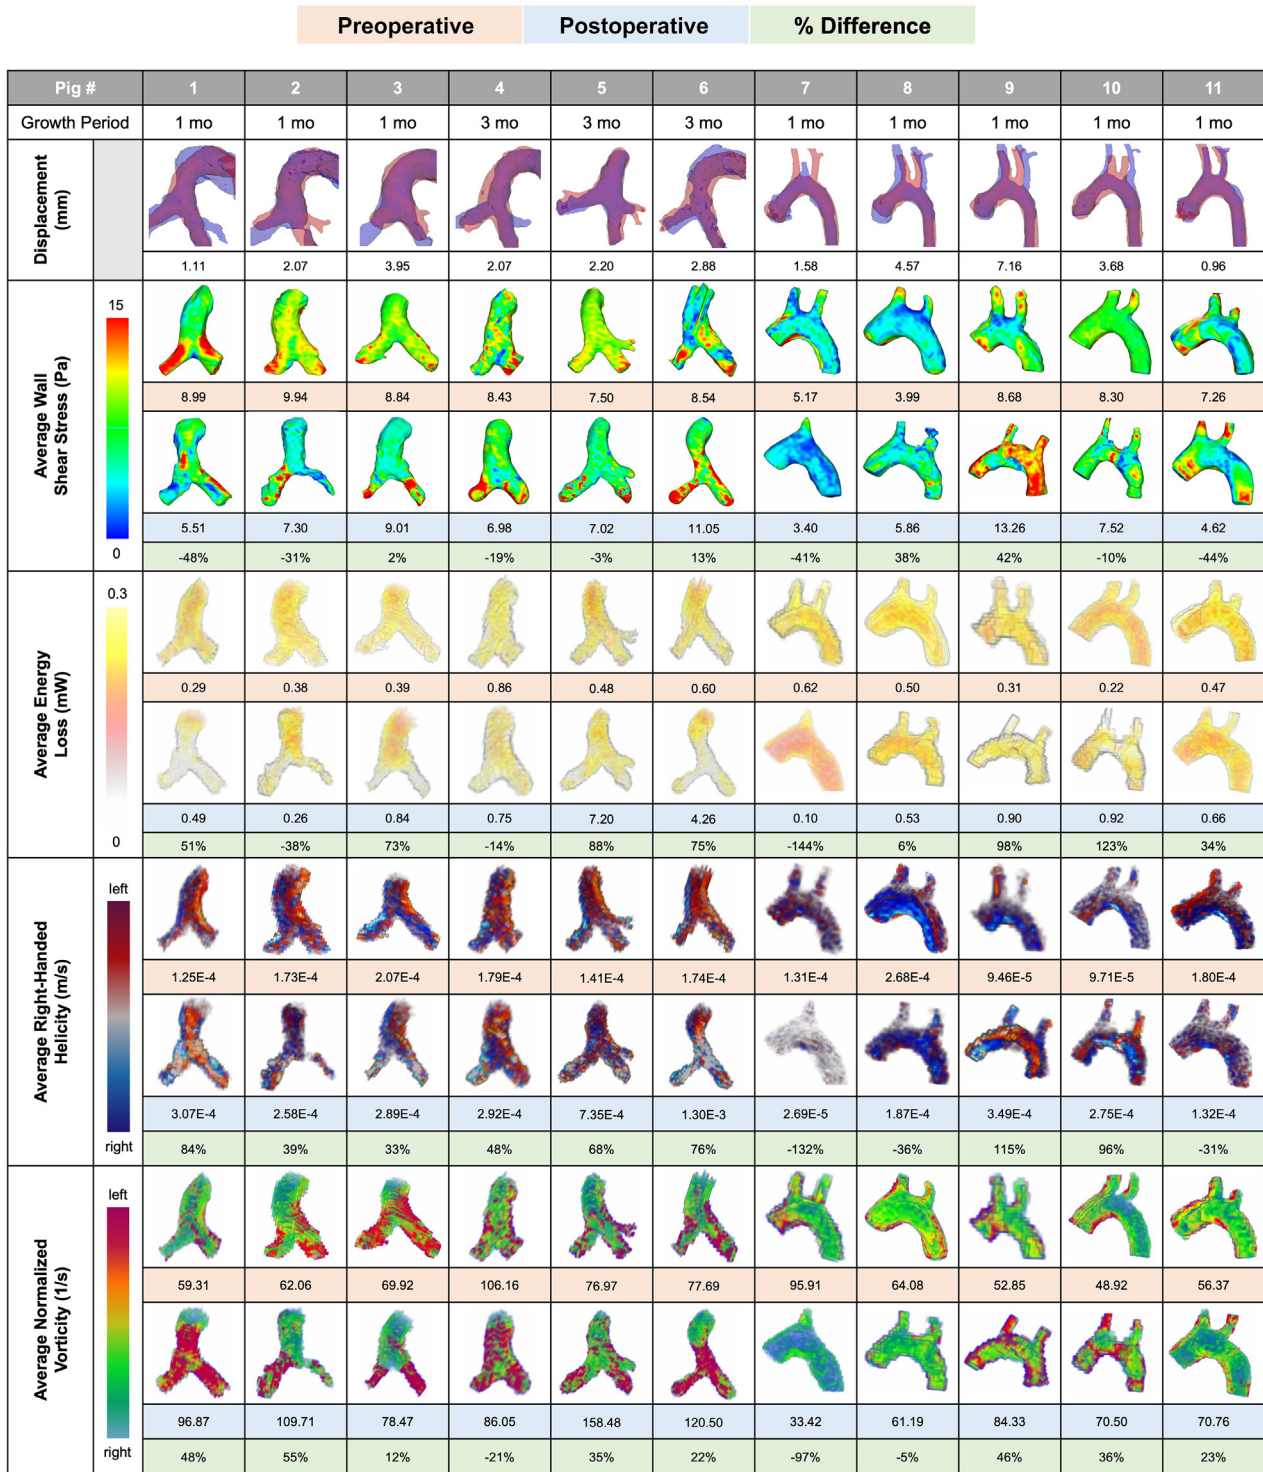 Preoperative Postoperative % Difference
Pig # 1 2 3 4 5 6 7 8 9 10 11
Growth Period 1 mo 1 mo 1 mo 3 mo 3 mo 3 mo 1 mo 1 mo 1 mo 1 mo 1 mo
Displacement
(mm)
1.11 2.07 3.95 2.07 2.20 2.88 1.58 4.57 7.16 3.68 0.96
Average Wall
Shear Stress (Pa)
15
8.99 9.94 8.84 8.43 7.50 8.54 5.17 3.99 8.68 8.30 7.26
5.51 7.30 9.01 6.98 7.02 11.05 3.40 5.86 13.26 7.52 4.62
0
-48% -31% 2% -19% -3% 13% -41% 38% 42% -10% -44%
Average Energy
Loss (mW)
0.3
0.29 0.38 0.39 0.86 0.48 0.60 0.62 0.50 0.31 0.22 0.47
0.49 0.26 0.84 0.75 7.20 4.26 0.10 0.53 0.90 0.92 0.66
0
51% -38% 73% -14% 88% 75% -144% 6% 98% 123% 34%
Average Right-Handed
Helicity (m/s)
left
1.25E-4 1.73E-4 2.07E-4 1.79E-4 1.41E-4 1.74E-4 1.31E-4 2.68E-4 9.46E-5 9.71E-5 1.80E-4
3.07E-4 2.58E-4 2.89E-4 2.92E-4 7.35E-4 1.30E-3 2.69E-5 1.87E-4 3.49E-4 2.75E-4 1.32E-4
right
84% 39% 33% 48% 68% 76% -132% -36% 115% 96% -31%
Average Normalized
Vorticity (1/s)
left
59.31 62.06 69.92 106.16 76.97 77.69 95.91 64.08 52.85 48.92 56.37
96.87 109.71 78.47 86.05 158.48 120.50 33.42 61.19 84.33 70.50 70.76
right
48% 55% 12% -21% 35% 22% -97% -5% 46% 36% 23%